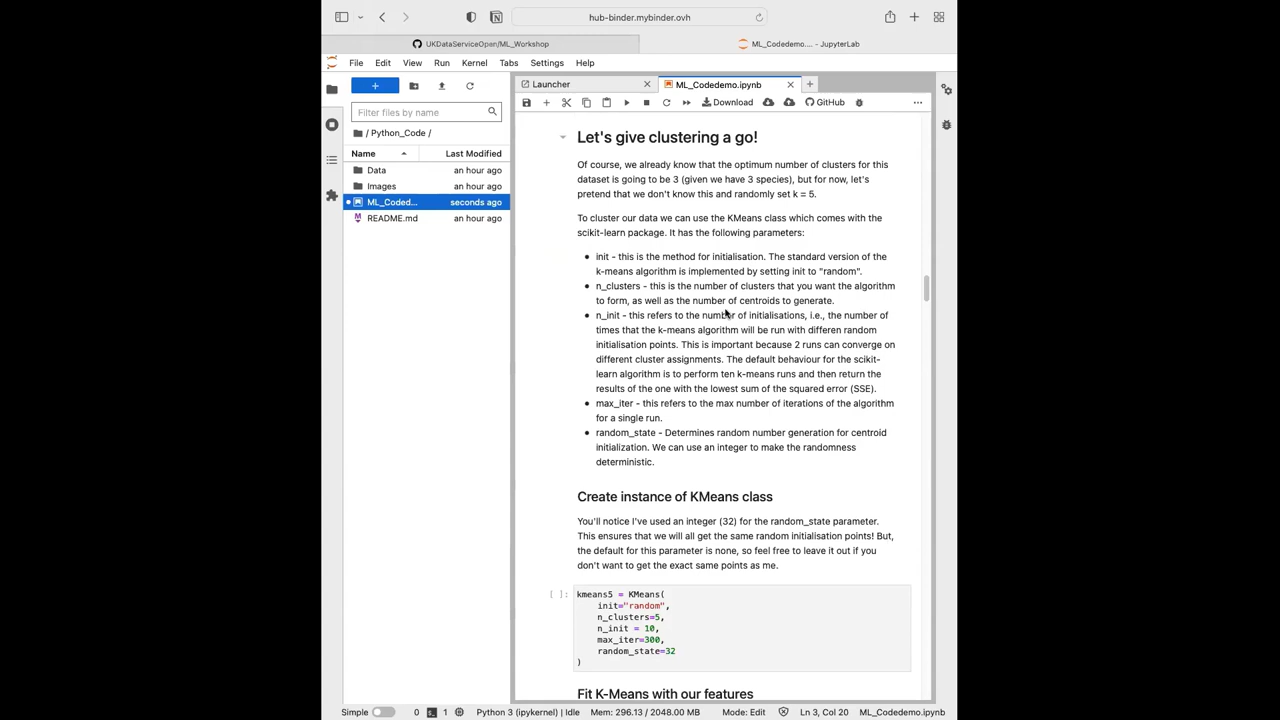 hub-binder.mybinder.ovh
UKDataServiceOpen/ML_Workshop
ML_Codedemo.... - JupyterLab
File Edit View Run Kernel Tabs Settings Help
Launcher
ML_Codedemo.ipynb
Download
GitHub
Filter files by name
/ Python_Code /
Name Last Modified
Data an hour ago
Images an hour ago
ML_Coded... seconds ago
README.md an hour ago
Let's give clustering a go!
Of course, we already know that the optimum number of clusters for this
dataset is going to be 3 (given we have 3 species), but for now, let's
pretend that we don't know this and randomly set k = 5.
To cluster our data we can use the KMeans class which comes with the
scikit-learn package. It has the following parameters:
• init - this is the method for initialisation. The standard version of the
k-means algorithm is implemented by setting init to "random".
• n_clusters - this is the number of clusters that you want the algorithm
to form, as well as the number of centroids to generate.
• n_init - this refers to the number of initialisations, i.e., the number of
times that the k-means algorithm will be run with differen random
initialisation points. This is important because 2 runs can converge on
different cluster assignments. The default behaviour for the scikit-
learn algorithm is to perform ten k-means runs and then return the
results of the one with the lowest sum of the squared error (SSE).
• max_iter - this refers to the max number of iterations of the algorithm
for a single run.
• random_state - Determines random number generation for centroid
initialization. We can use an integer to make the randomness
deterministic.
Create instance of KMeans class
You'll notice I've used an integer (32) for the random_state parameter.
This ensures that we will all get the same random initialisation points! But,
the default for this parameter is none, so feel free to leave it out if you
don't want to get the exact same points as me.
[ ]: kmeans5 = KMeans(
init="random",
n_clusters=5,
n_init = 10,
max_iter=300,
random_state=32
)
Fit K-Means with our features
Simple 0 1 Python 3 (ipykernel) | Idle Mem: 296.13 / 2048.00 MB Mode: Edit Ln 3, Col 20 ML_Codedemo.ipynb